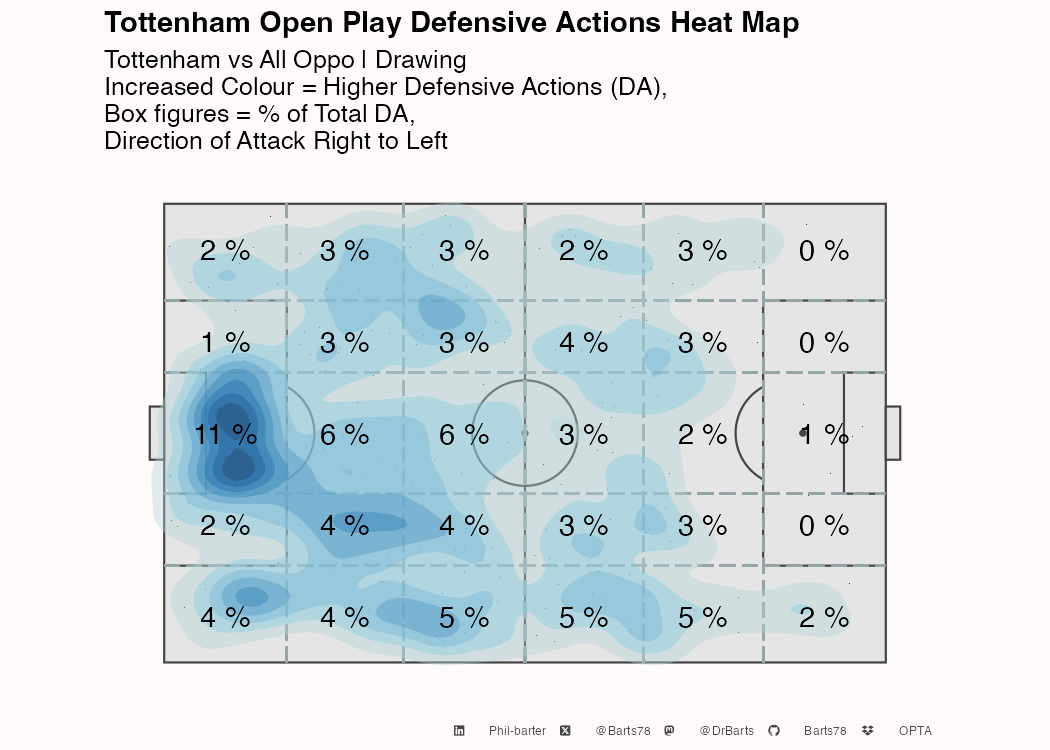 Tottenham Open Play Defensive Actions Heat Map
Tottenham vs All Oppo | Drawing
Increased Colour = Higher Defensive Actions (DA),
Box figures = % of Total DA,
Direction of Attack Right to Left
2 % 3 % 3 % 2 % 3 % 0 %
1 % 3 % 3 % 4 % 3 % 0 %
11 % 6 % 6 % 3 % 2 % 1 %
2 % 4 % 4 % 3 % 3 % 0 %
4 % 4 % 5 % 5 % 5 % 2 %
Phil-barter @Barts78 @DrBarts Barts78 OPTA